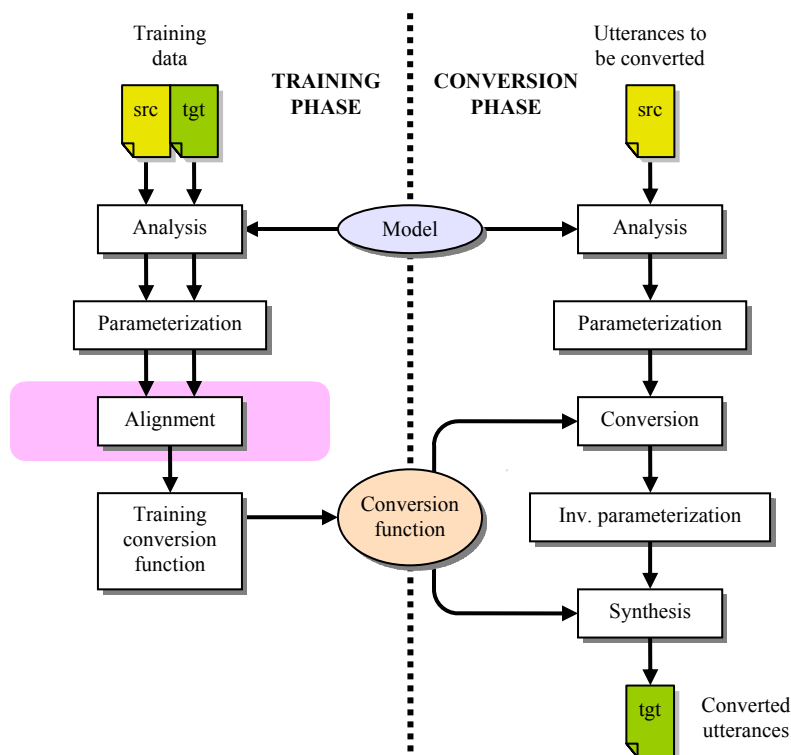 Training
data
Utterances to
be converted
TRAINING
PHASE
CONVERSION
PHASE
src
tgt
src
Analysis
Model
Analysis
Parameterization
Parameterization
Alignment
Conversion
Training
conversion
function
Conversion
function
Inv. parameterization
Synthesis
tgt
Converted
utterances